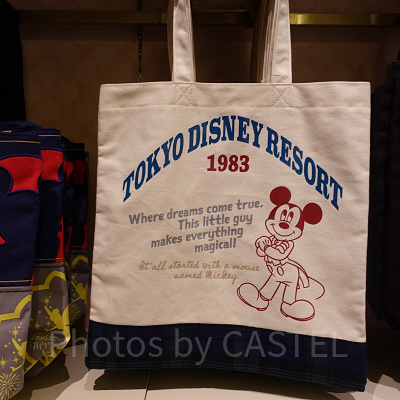 TOKYO DISNEY RESORT
1983
Where dreams come true.
This little guy
makes everything
magical!
It all started with a mouse
named Mickey
Photos by CASTEL